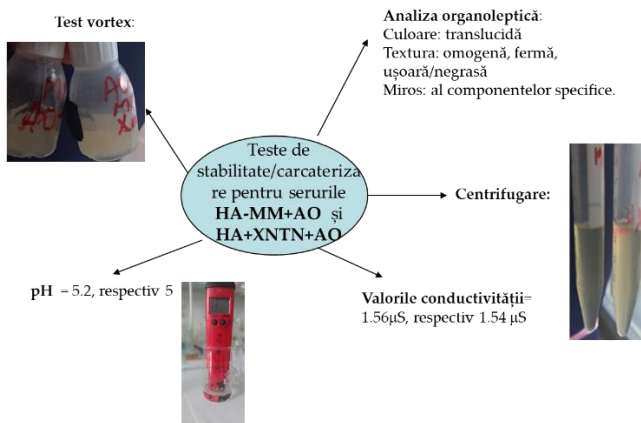 Test vortex:
Analiza organoleptică:
Culoare: translucidă
Textura: omogenă, fermă,
ușoară/negrasă
Miros: al componentelor specifice.
Teste de
stabilitate/carcateriza
re pentru serurile
HA-MM+AO și
HA+XNTN+AO
Centrifugare:
pH = 5.2, respectiv 5
Valorile conductivității=
1.56µS, respectiv 1.54 µS